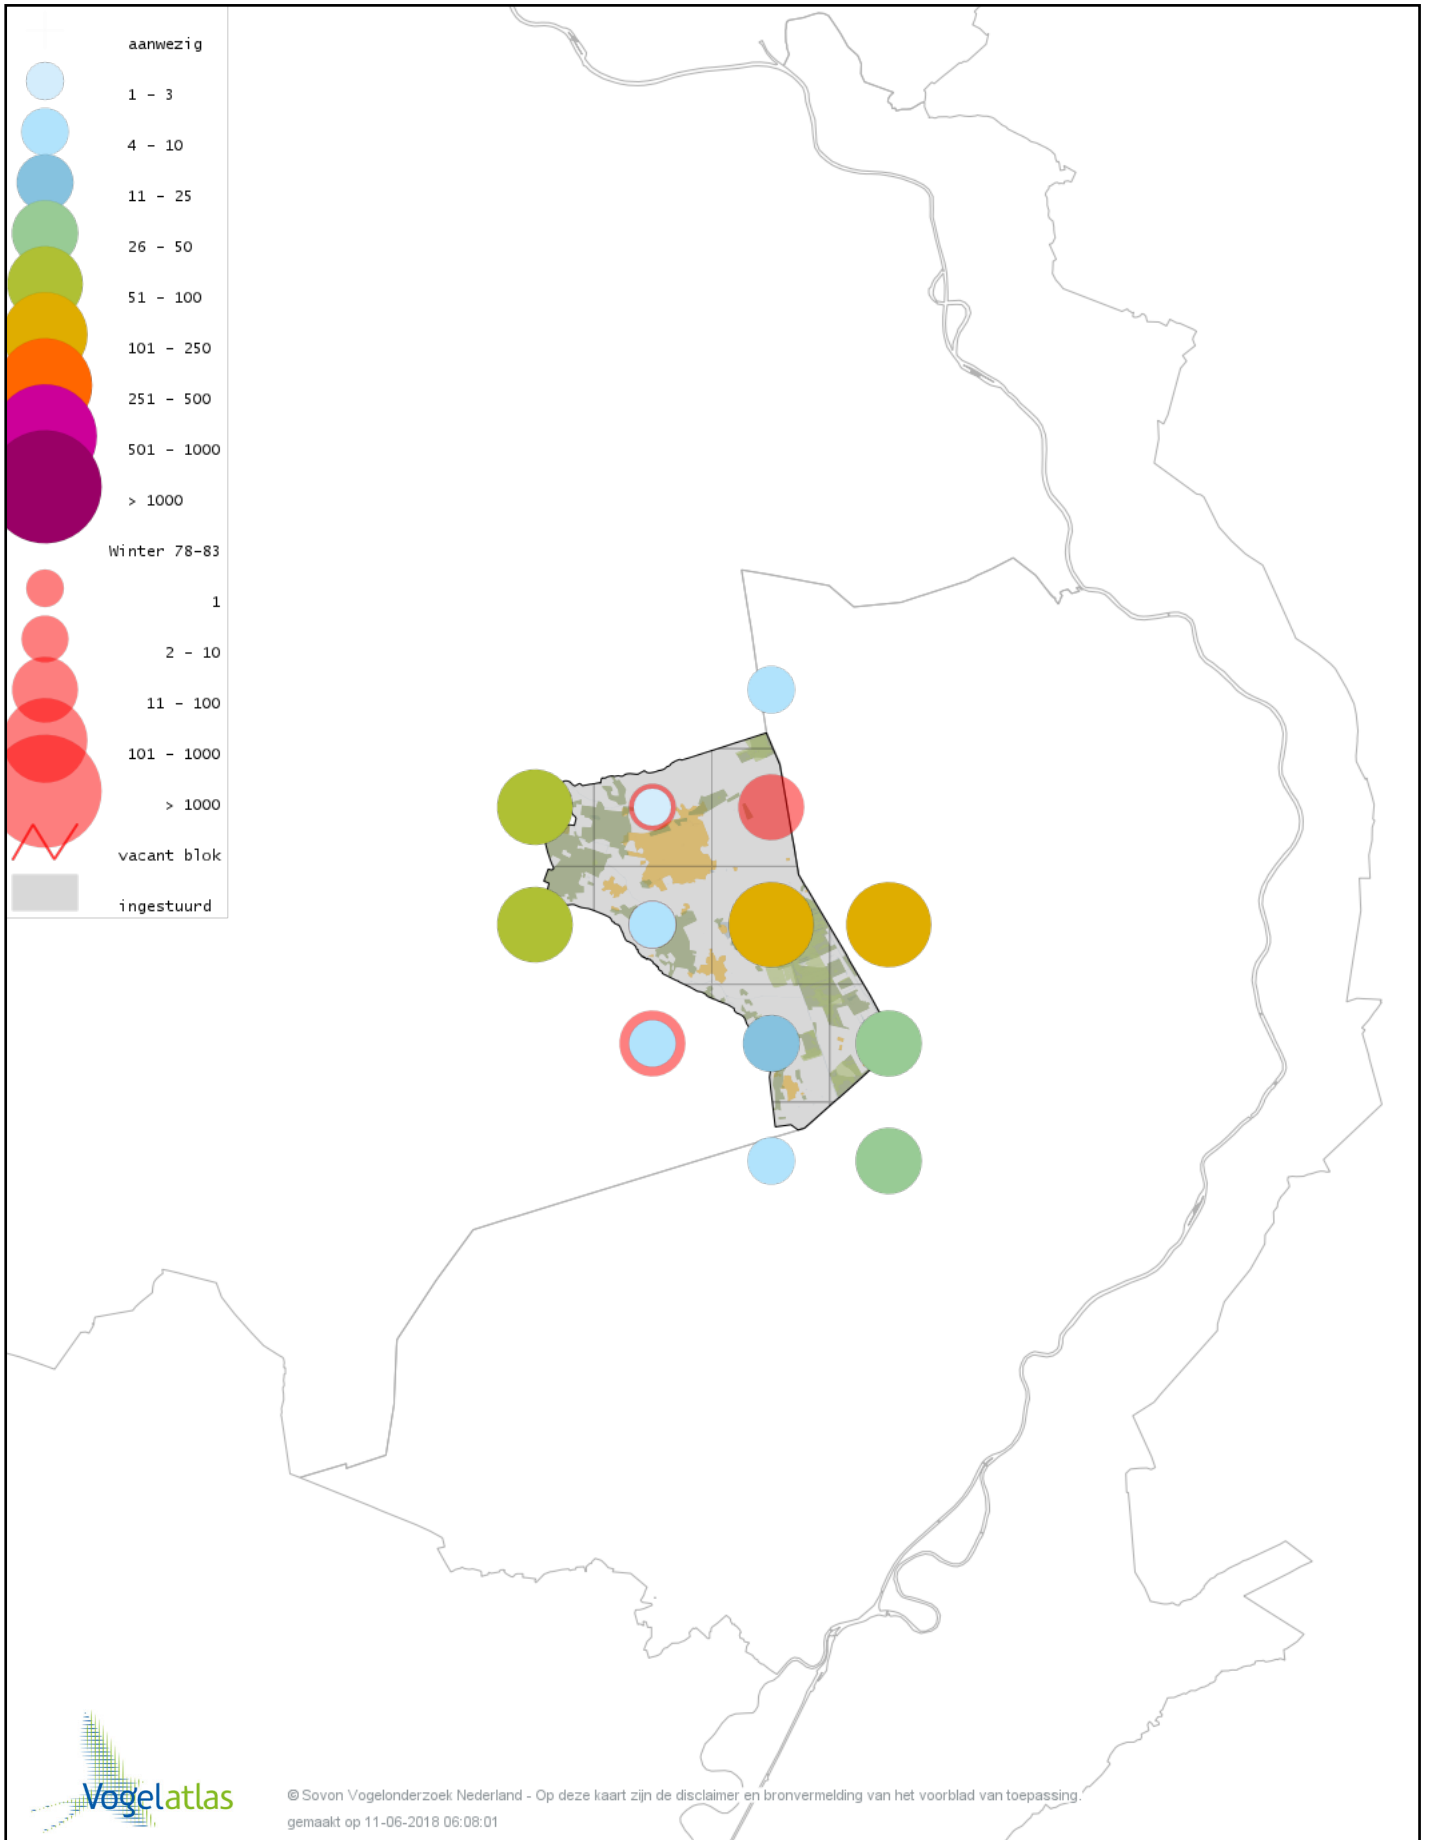 aanwezig
1 - 3
4 - 10
11 - 25
26 - 50
51 - 100
101 - 250
251 - 500
501 - 1000
> 1000
Winter 78-83
1
2 - 10
11 - 100
101 - 1000
> 1000
vacant blok
ingestuurd
Vogelatlas
© Sovon Vogelonderzoek Nederland - Op deze kaart zijn de disclaimer en bronvermelding van het voorblad van toepassing.
gemaakt op 11-06-2018 06:08:01